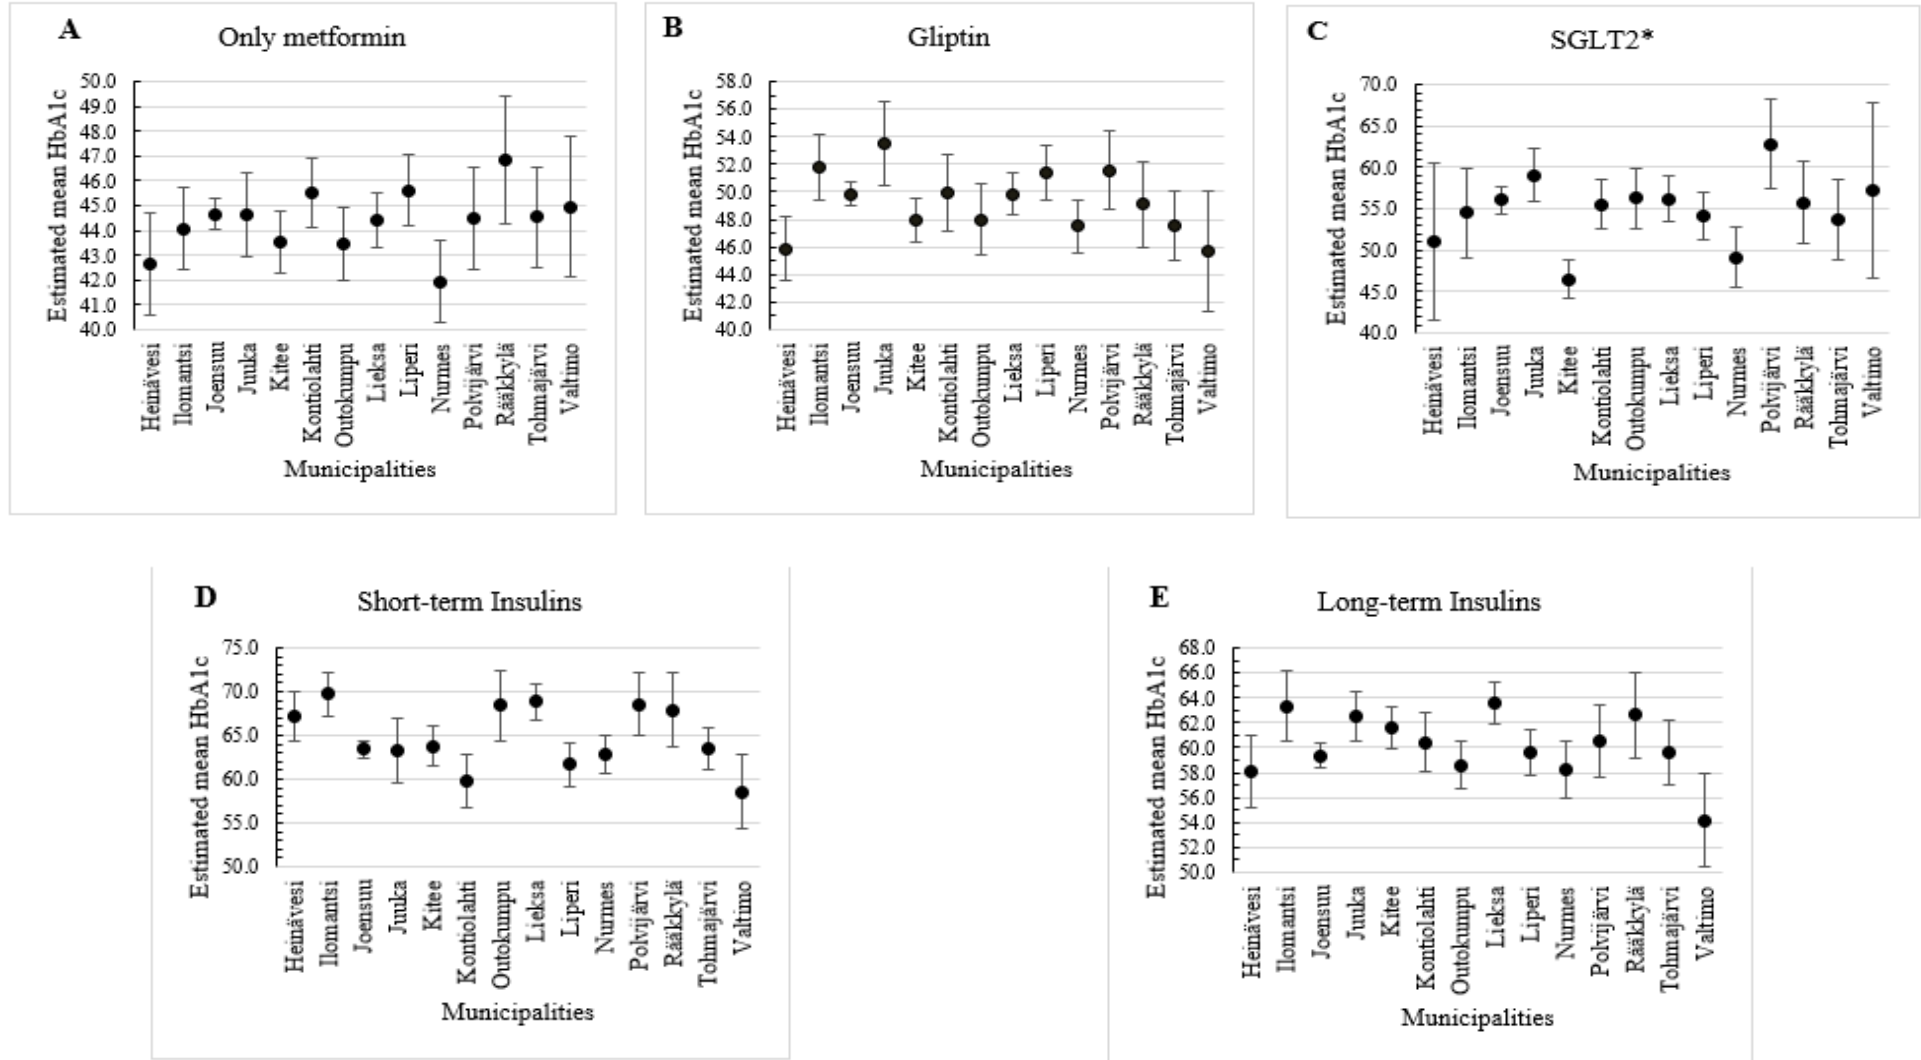 A
Only metformin
Estimated mean HbA1c
50.0
49.0
48.0
47.0
46.0
45.0
44.0
43.0
42.0
41.0
40.0
Heinävesi
Ilomantsi
Joensuu
Juuka
Kitee
Kontiolahti
Outokumpu
Lieksa
Liperi
Nurmes
Polvijärvi
Rääkkylä
Tohmajärvi
Valtimo
Municipalities
B
Gliptin
Estimated mean HbA1c
58.0
56.0
54.0
52.0
50.0
48.0
46.0
44.0
42.0
40.0
Heinävesi
Ilomantsi
Joensuu
Juuka
Kitee
Kontiolahti
Outokumpu
Lieksa
Liperi
Nurmes
Polvijärvi
Rääkkylä
Tohmajärvi
Valtimo
Municipalities
C
SGLT2*
Estimated mean HbA1c
70.0
65.0
60.0
55.0
50.0
45.0
40.0
Heinävesi
Ilomantsi
Joensuu
Juuka
Kitee
Kontiolahti
Outokumpu
Lieksa
Liperi
Nurmes
Polvijärvi
Rääkkylä
Tohmajärvi
Valtimo
Municipalities
D
Short-term Insulins
Estimated mean HbA1c
75.0
70.0
65.0
60.0
55.0
50.0
Heinävesi
Ilomantsi
Joensuu
Juuka
Kitee
Kontiolahti
Outokumpu
Lieksa
Liperi
Nurmes
Polvijärvi
Rääkkylä
Tohmajärvi
Valtimo
Municipalities
E
Long-term Insulins
Estimated mean HbA1c
68.0
66.0
64.0
62.0
60.0
58.0
56.0
54.0
52.0
50.0
Heinävesi
Ilomantsi
Joensuu
Juuka
Kitee
Kontiolahti
Outokumpu
Lieksa
Liperi
Nurmes
Polvijärvi
Rääkkylä
Tohmajärvi
Valtimo
Municipalities